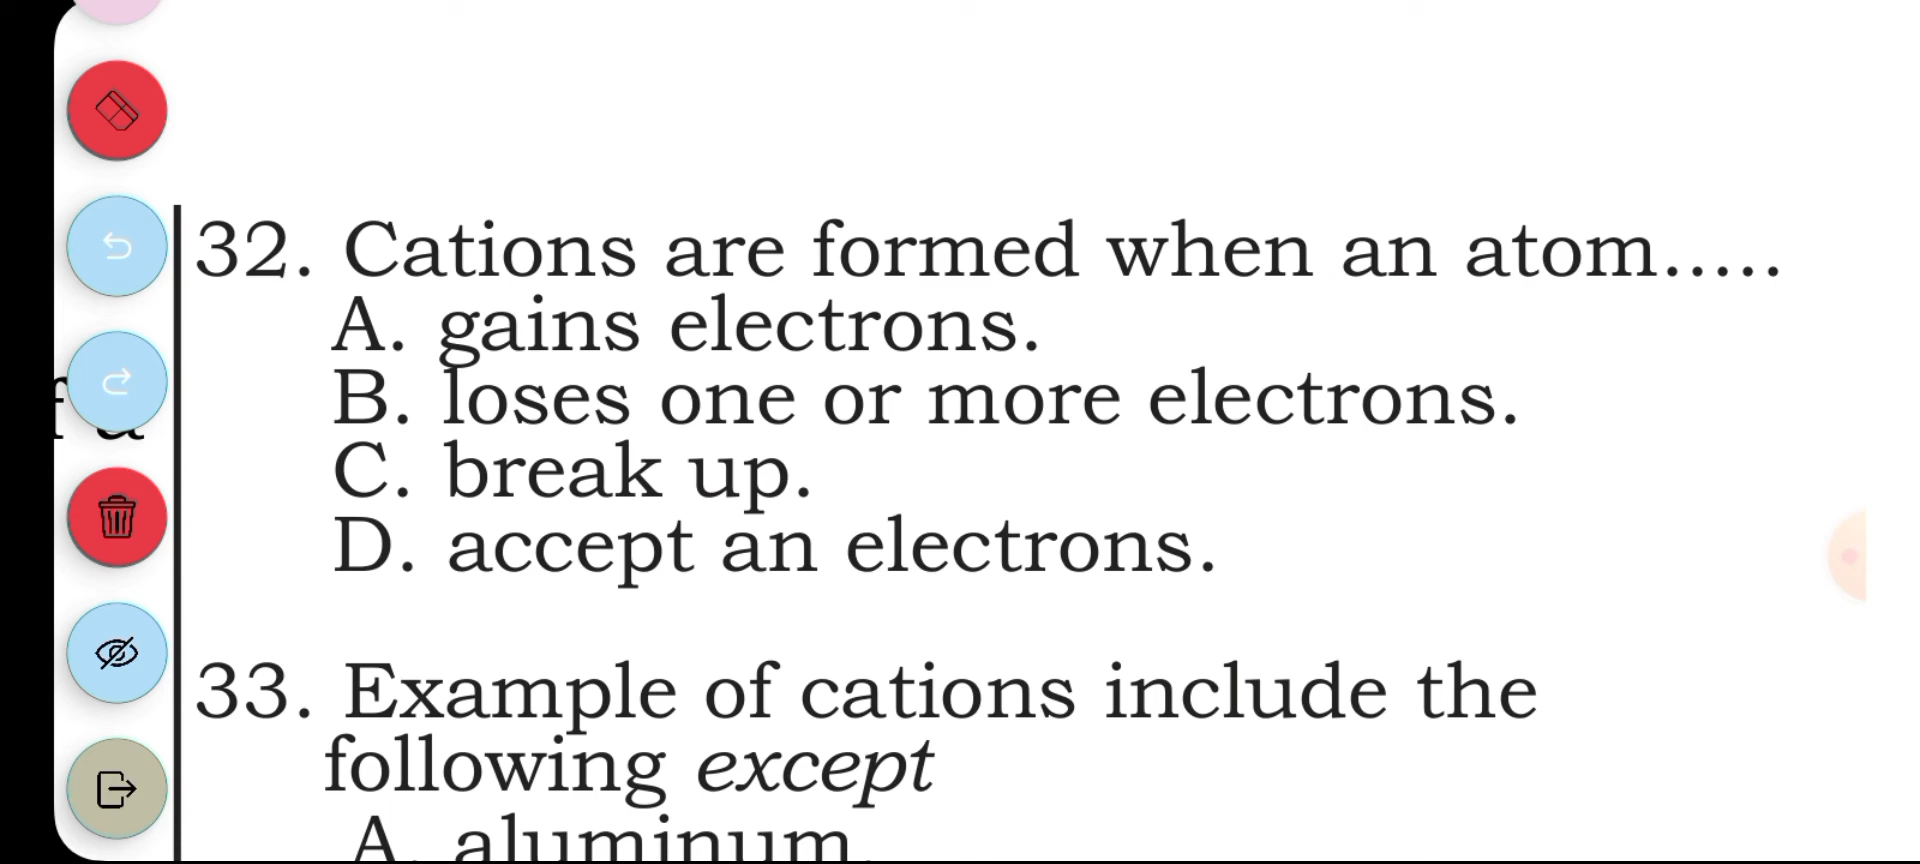 32. Cations are formed when an atom.....
A. gains electrons.
B. loses one or more electrons.
C. break up.
D. accept an electrons.
33. Example of cations include the
following except
A. aluminum.